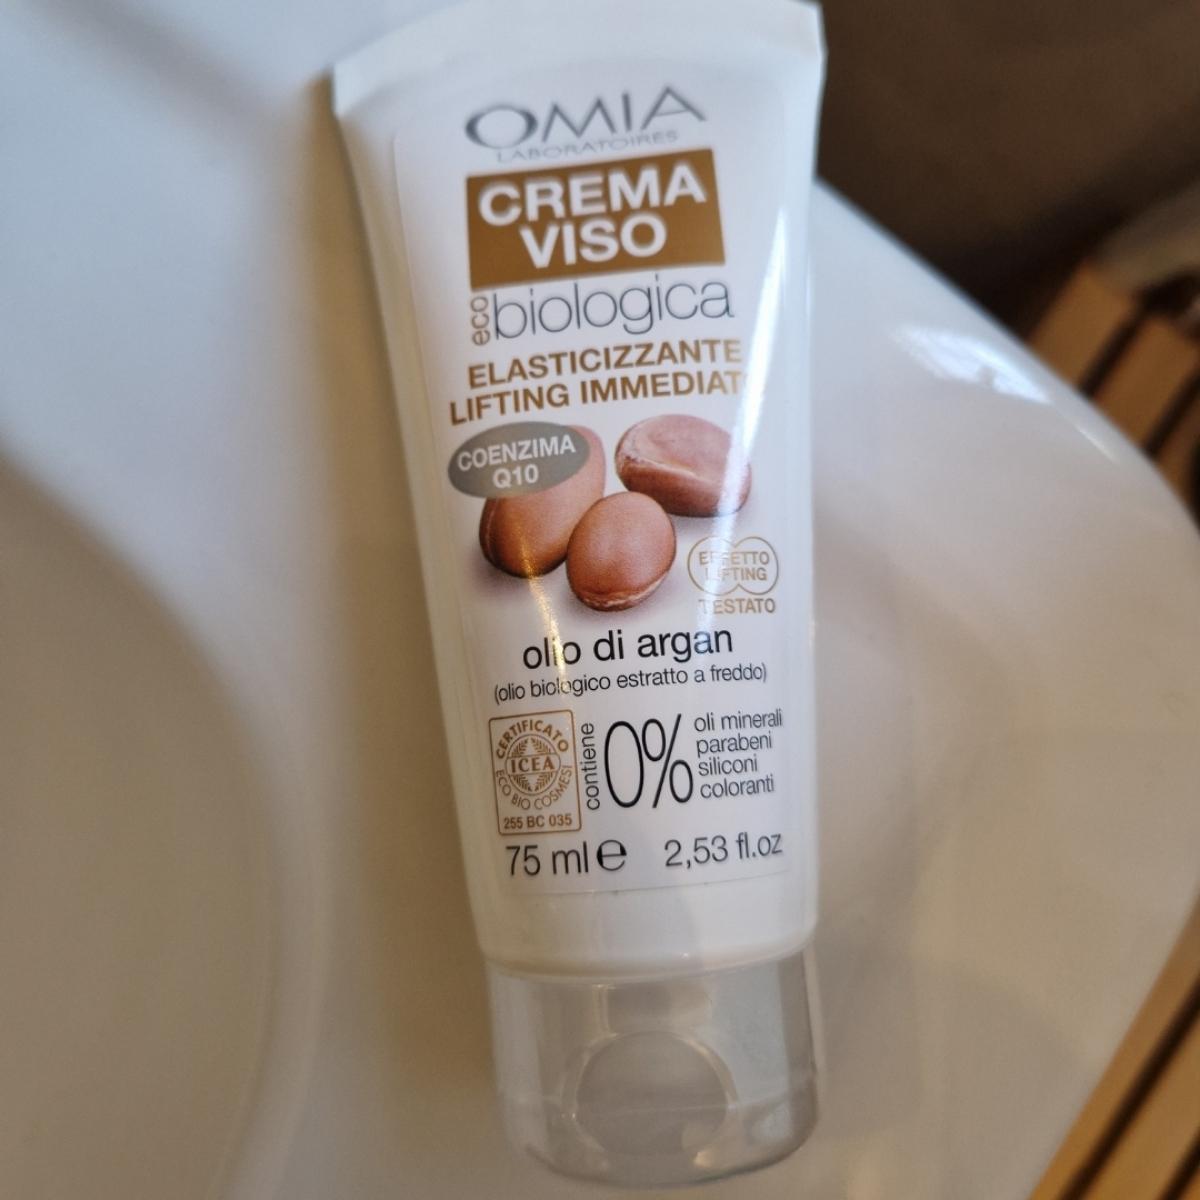 OMIA
LABORATOIRES
CREMA
VISO
eco biologica
ELASTICIZZANTE
LIFTING IMMEDIATO
COENZIMA
Q10
EFFETTO
LIFTING
TESTATO
olio di argan
(olio biologico estratto a freddo)
CERTIFICATO
ICEA
ECO BIO COSMESI
255 BC 035
contiene
0%
oli minerali
parabeni
siliconi
coloranti
75 ml e 2,53 fl.oz